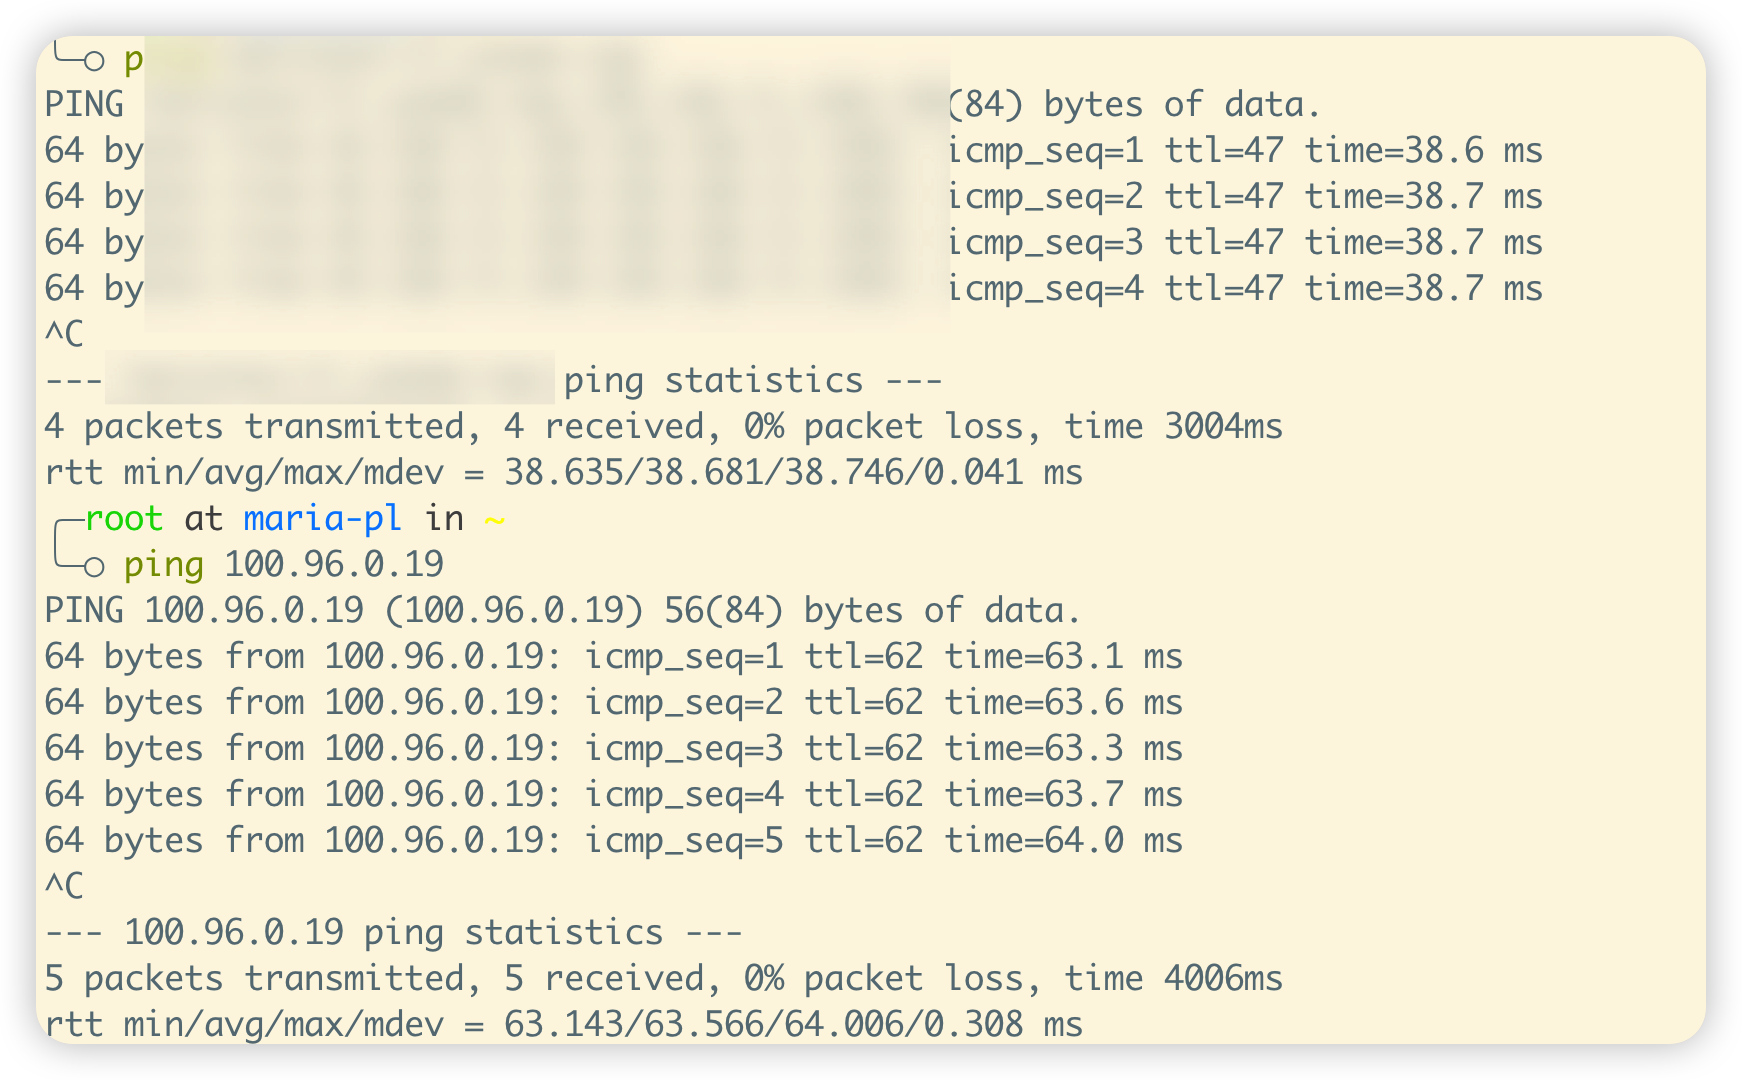 p
PING (84) bytes of data.
64 by icmp_seq=1 ttl=47 time=38.6 ms
64 by icmp_seq=2 ttl=47 time=38.7 ms
64 by icmp_seq=3 ttl=47 time=38.7 ms
64 by icmp_seq=4 ttl=47 time=38.7 ms
^C
--- ping statistics ---
4 packets transmitted, 4 received, 0% packet loss, time 3004ms
rtt min/avg/max/mdev = 38.635/38.681/38.746/0.041 ms
root at maria-pl in ~
ping 100.96.0.19
PING 100.96.0.19 (100.96.0.19) 56(84) bytes of data.
64 bytes from 100.96.0.19: icmp_seq=1 ttl=62 time=63.1 ms
64 bytes from 100.96.0.19: icmp_seq=2 ttl=62 time=63.6 ms
64 bytes from 100.96.0.19: icmp_seq=3 ttl=62 time=63.3 ms
64 bytes from 100.96.0.19: icmp_seq=4 ttl=62 time=63.7 ms
64 bytes from 100.96.0.19: icmp_seq=5 ttl=62 time=64.0 ms
^C
--- 100.96.0.19 ping statistics ---
5 packets transmitted, 5 received, 0% packet loss, time 4006ms
rtt min/avg/max/mdev = 63.143/63.566/64.006/0.308 ms